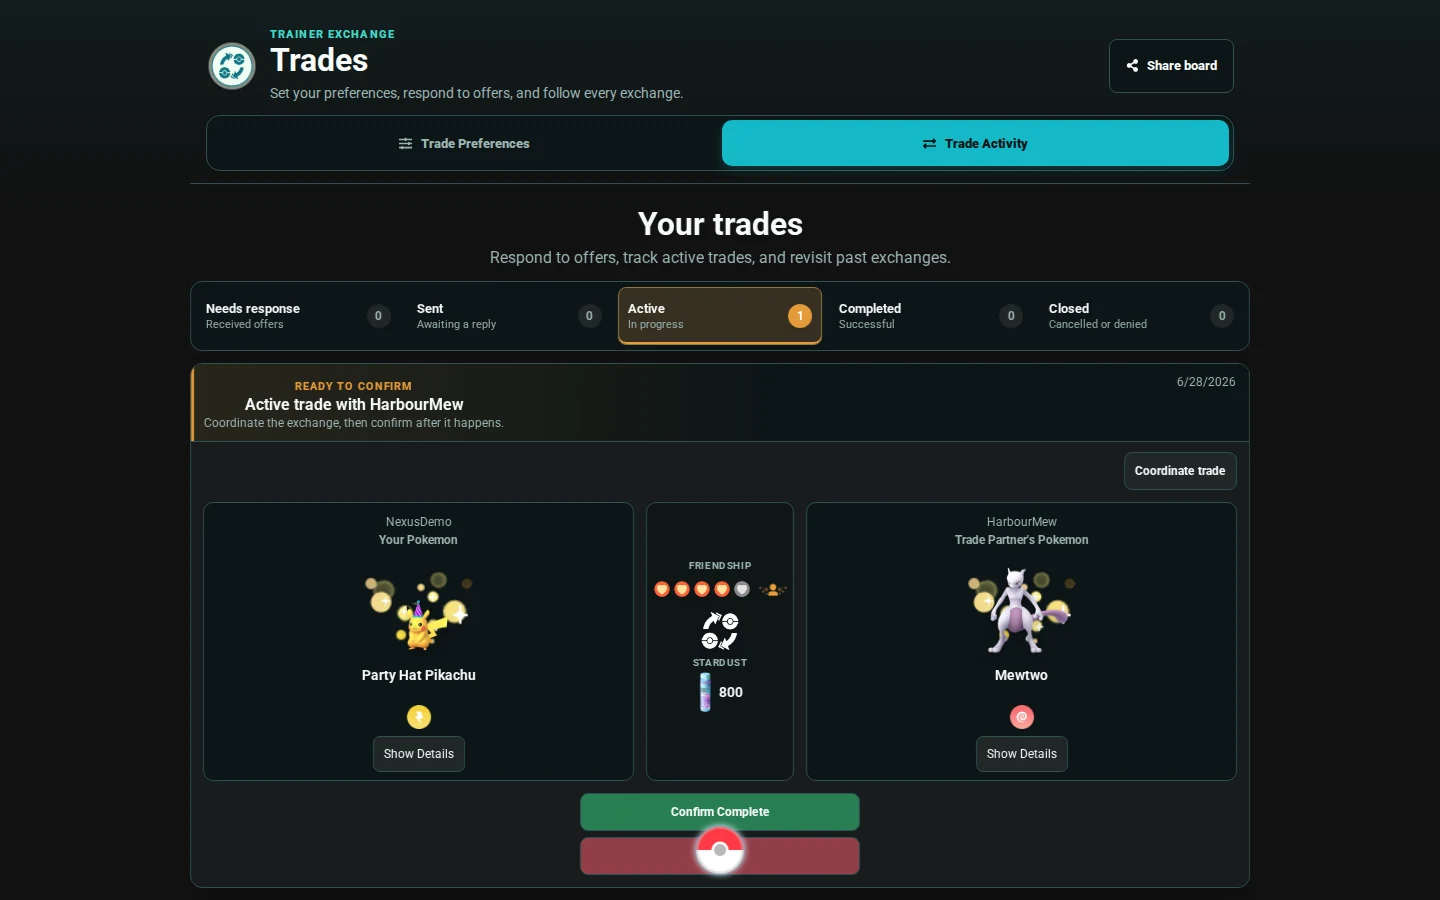 TRAINER EXCHANGE
Trades
Set your preferences, respond to offers, and follow every exchange.
Share board
Trade Preferences
Trade Activity
Your trades
Respond to offers, track active trades, and revisit past exchanges.
Needs response
Received offers
0
Sent
Awaiting a reply
0
Active
In progress
1
Completed
Successful
0
Closed
Cancelled or denied
0
READY TO CONFIRM
Active trade with HarbourMew
Coordinate the exchange, then confirm after it happens.
6/28/2026
Coordinate trade
NexusDemo
Your Pokemon
Party Hat Pikachu
Show Details
FRIENDSHIP
STARDUST
800
HarbourMew
Trade Partner's Pokemon
Mewtwo
Show Details
Confirm Complete